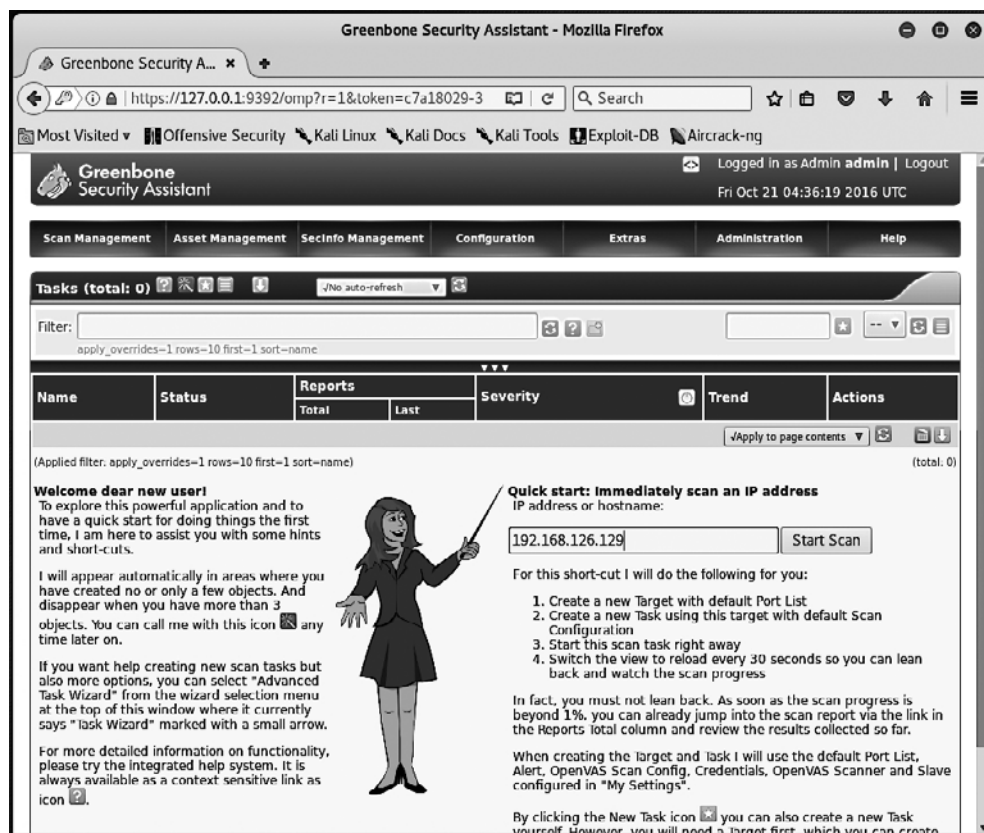 Greenbone Security Assistant - Mozilla Firefox
Greenbone Security A... ×
https://127.0.0.1:9392/omp?r=1&token=c7a18029-3
Search
Most Visited
Offensive Security
Kali Linux
Kali Docs
Kali Tools
Exploit-DB
Aircrack-ng
Greenbone
Security Assistant
Logged in as Admin admin | Logout
Fri Oct 21 04:36:19 2016 UTC
Scan Management
Asset Management
SecInfo Management
Configuration
Extras
Administration
Help
Tasks (total: 0)
√No auto-refresh
Filter:
--
apply_overrides=1 rows=10 first=1 sort=name
Name
Status
Reports
Total
Last
Severity
Trend
Actions
√Apply to page contents
(Applied filter: apply_overrides=1 rows=10 first=1 sort=name)
(total: 0)
Welcome dear new user!
To explore this powerful application and to
have a quick start for doing things the first
time, I am here to assist you with some hints
and short-cuts.
I will appear automatically in areas where you
have created no or only a few objects. And
disappear when you have more than 3
objects. You can call me with this icon any
time later on.
If you want help creating new scan tasks but
also more options, you can select "Advanced
Task Wizard" from the wizard selection menu
at the top of this window where it currently
says "Task Wizard" marked with a small arrow.
For more detailed information on functionality,
please try the integrated help system. It is
always available as a context sensitive link as
icon ?.
Quick start: Immediately scan an IP address
IP address or hostname:
192.168.126.129
Start Scan
For this short-cut I will do the following for you:
1. Create a new Target with default Port List
2. Create a new Task using this target with default Scan
Configuration
3. Start this scan task right away
4. Switch the view to reload every 30 seconds so you can lean
back and watch the scan progress
In fact, you must not lean back. As soon as the scan progress is
beyond 1%, you can already jump into the scan report via the link in
the Reports Total column and review the results collected so far.
When creating the Target and Task I will use the default Port List,
Alert, OpenVAS Scan Config, Credentials, OpenVAS Scanner and Slave
configured in "My Settings".
By clicking the New Task icon you can also create a new Task
yourself. However, you will need a Target first, which you can create